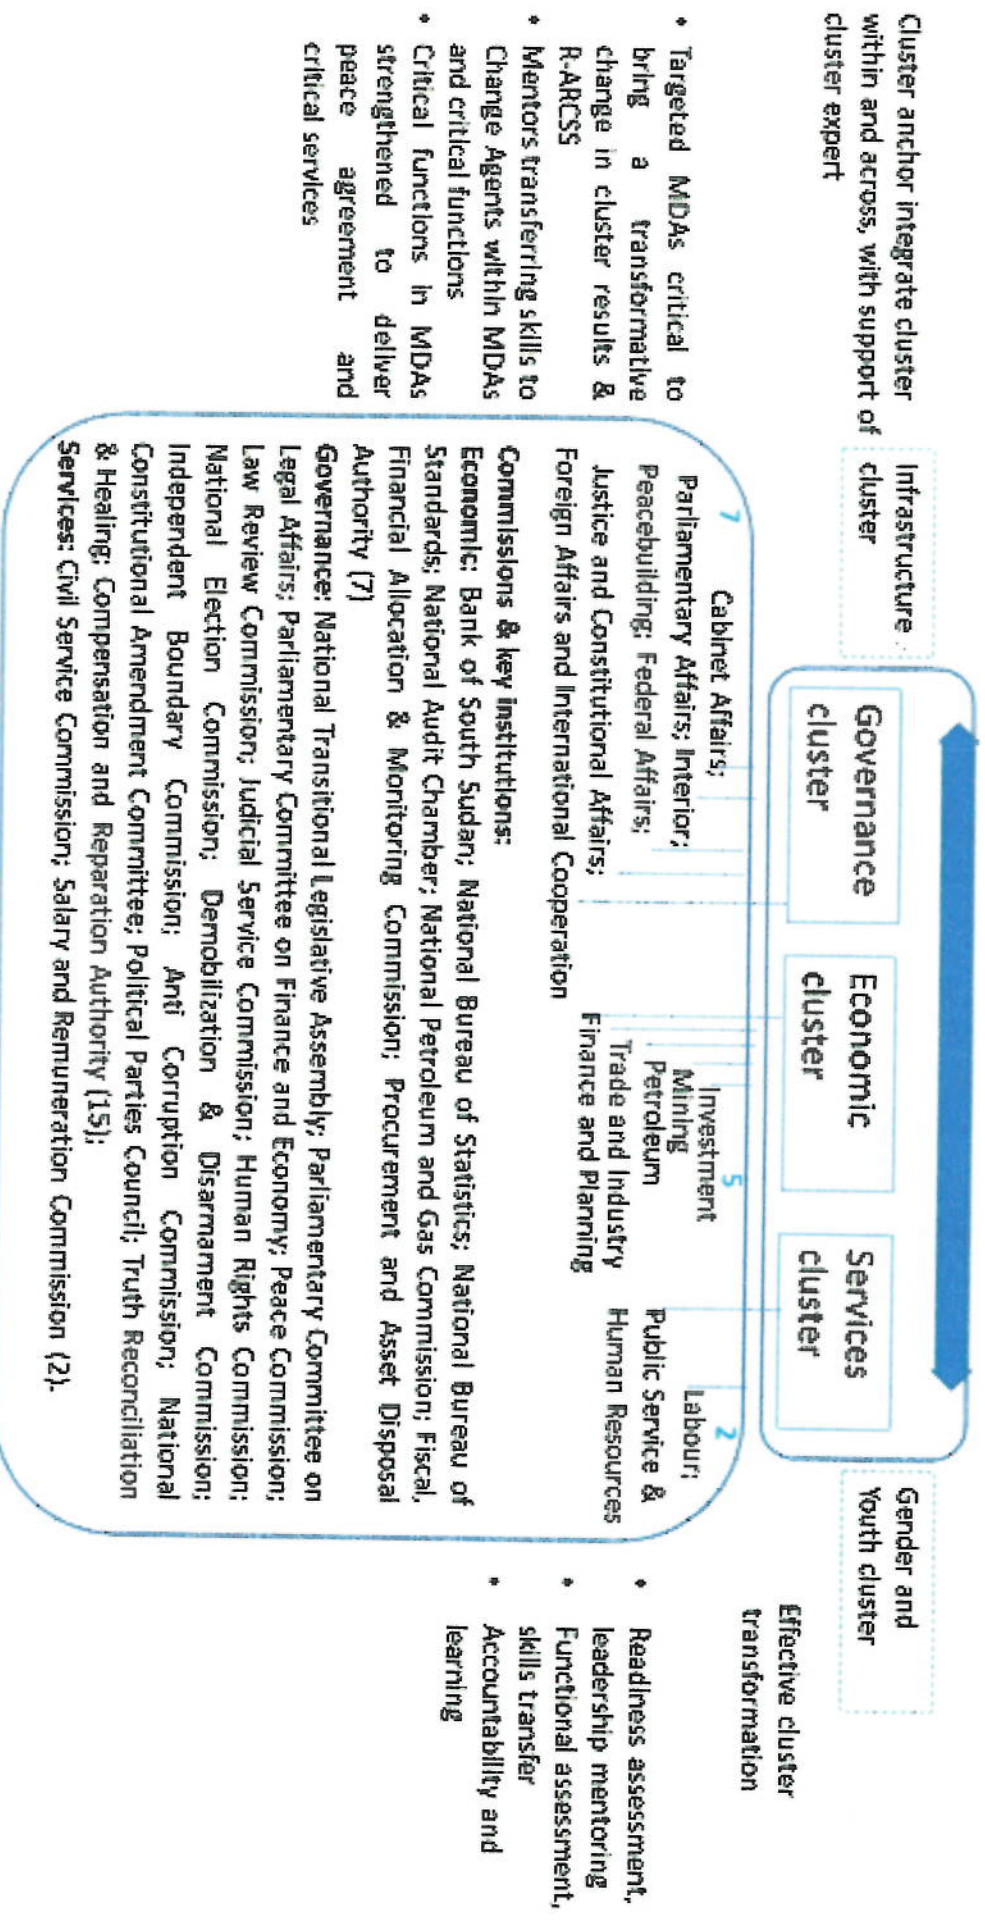 Cluster anchor integrate cluster
within and across, with support of
cluster expert
Infrastructure
cluster
Governance
cluster
Economic
cluster
Services
cluster
Gender and
Youth cluster
Effective cluster
transformation
• Targeted MDAs critical to
bring a transformative
change in cluster results &
R-ARCSS
• Mentors transferring skills to
Change Agents within MDAs
and critical functions
• Critical functions in MDAs
strengthened to deliver
peace agreement and
critical services
7
Cabinet Affairs;
Parliamentary Affairs; Interior;
Peacebuilding; Federal Affairs;
Justice and Constitutional Affairs;
Foreign Affairs and International Cooperation
5
Investment
Mining
Petroleum
Trade and Industry
Finance and Planning
2
Labour;
Public Service &
Human Resources
Commissions & key institutions:
Economic: Bank of South Sudan; National Bureau of Statistics; National Bureau of
Standards; National Audit Chamber; National Petroleum and Gas Commission; Fiscal,
Financial Allocation & Monitoring Commission; Procurement and Asset Disposal
Authority (7)
Governance: National Transitional Legislative Assembly; Parliamentary Committee on
Legal Affairs; Parliamentary Committee on Finance and Economy; Peace Commission;
Law Review Commission; Judicial Service Commission; Human Rights Commission;
National Election Commission; Demobilization & Disarmament Commission;
Independent Boundary Commission; Anti Corruption Commission; National
Constitutional Amendment Committee; Political Parties Council; Truth Reconciliation
& Healing; Compensation and Reparation Authority (15);
Services: Civil Service Commission; Salary and Remuneration Commission (2).
• Readiness assessment,
leadership mentoring
• Functional assessment,
skills transfer
• Accountability and
learning